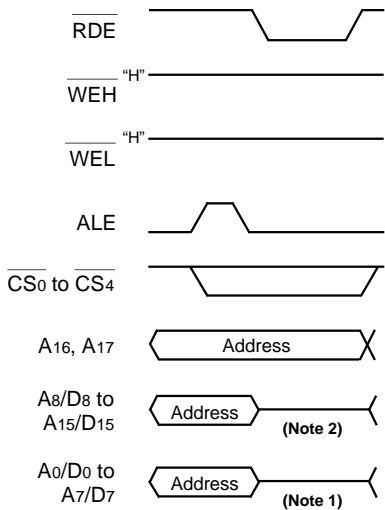 RDE
"H"
WEH
"H"
WEL
ALE
CS0 to CS4
A16, A17
Address
A8/D8 to
A15/D15
Address
(Note 2)
A0/D0 to
A7/D7
Address
(Note 1)